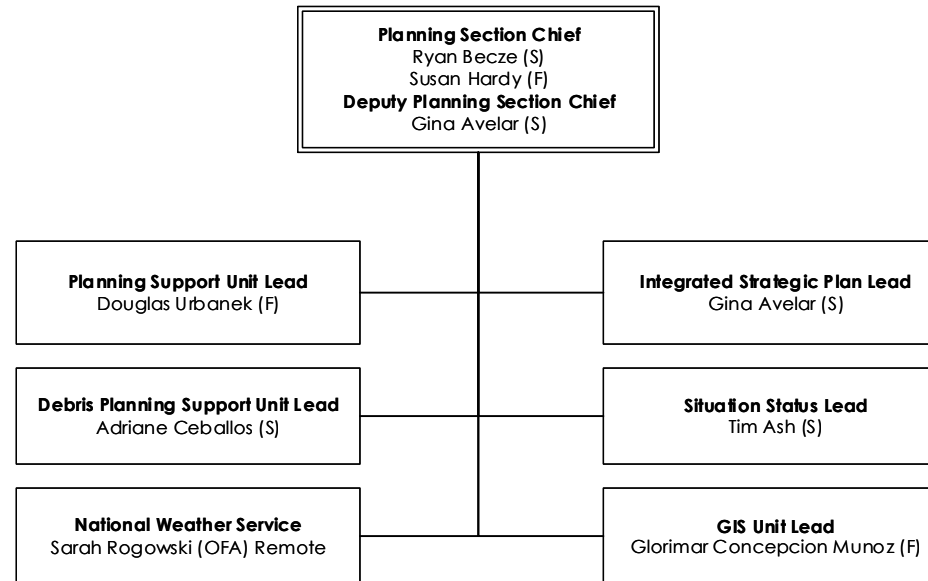 Planning Section Chief
Ryan Becze (S)
Susan Hardy (F)
Deputy Planning Section Chief
Gina Avelar (S)
Planning Support Unit Lead
Douglas Urbanek (F)
Integrated Strategic Plan Lead
Gina Avelar (S)
Debris Planning Support Unit Lead
Adriane Ceballos (S)
Situation Status Lead
Tim Ash (S)
National Weather Service
Sarah Rogowski (OFA) Remote
GIS Unit Lead
Glorimar Concepcion Munoz (F)